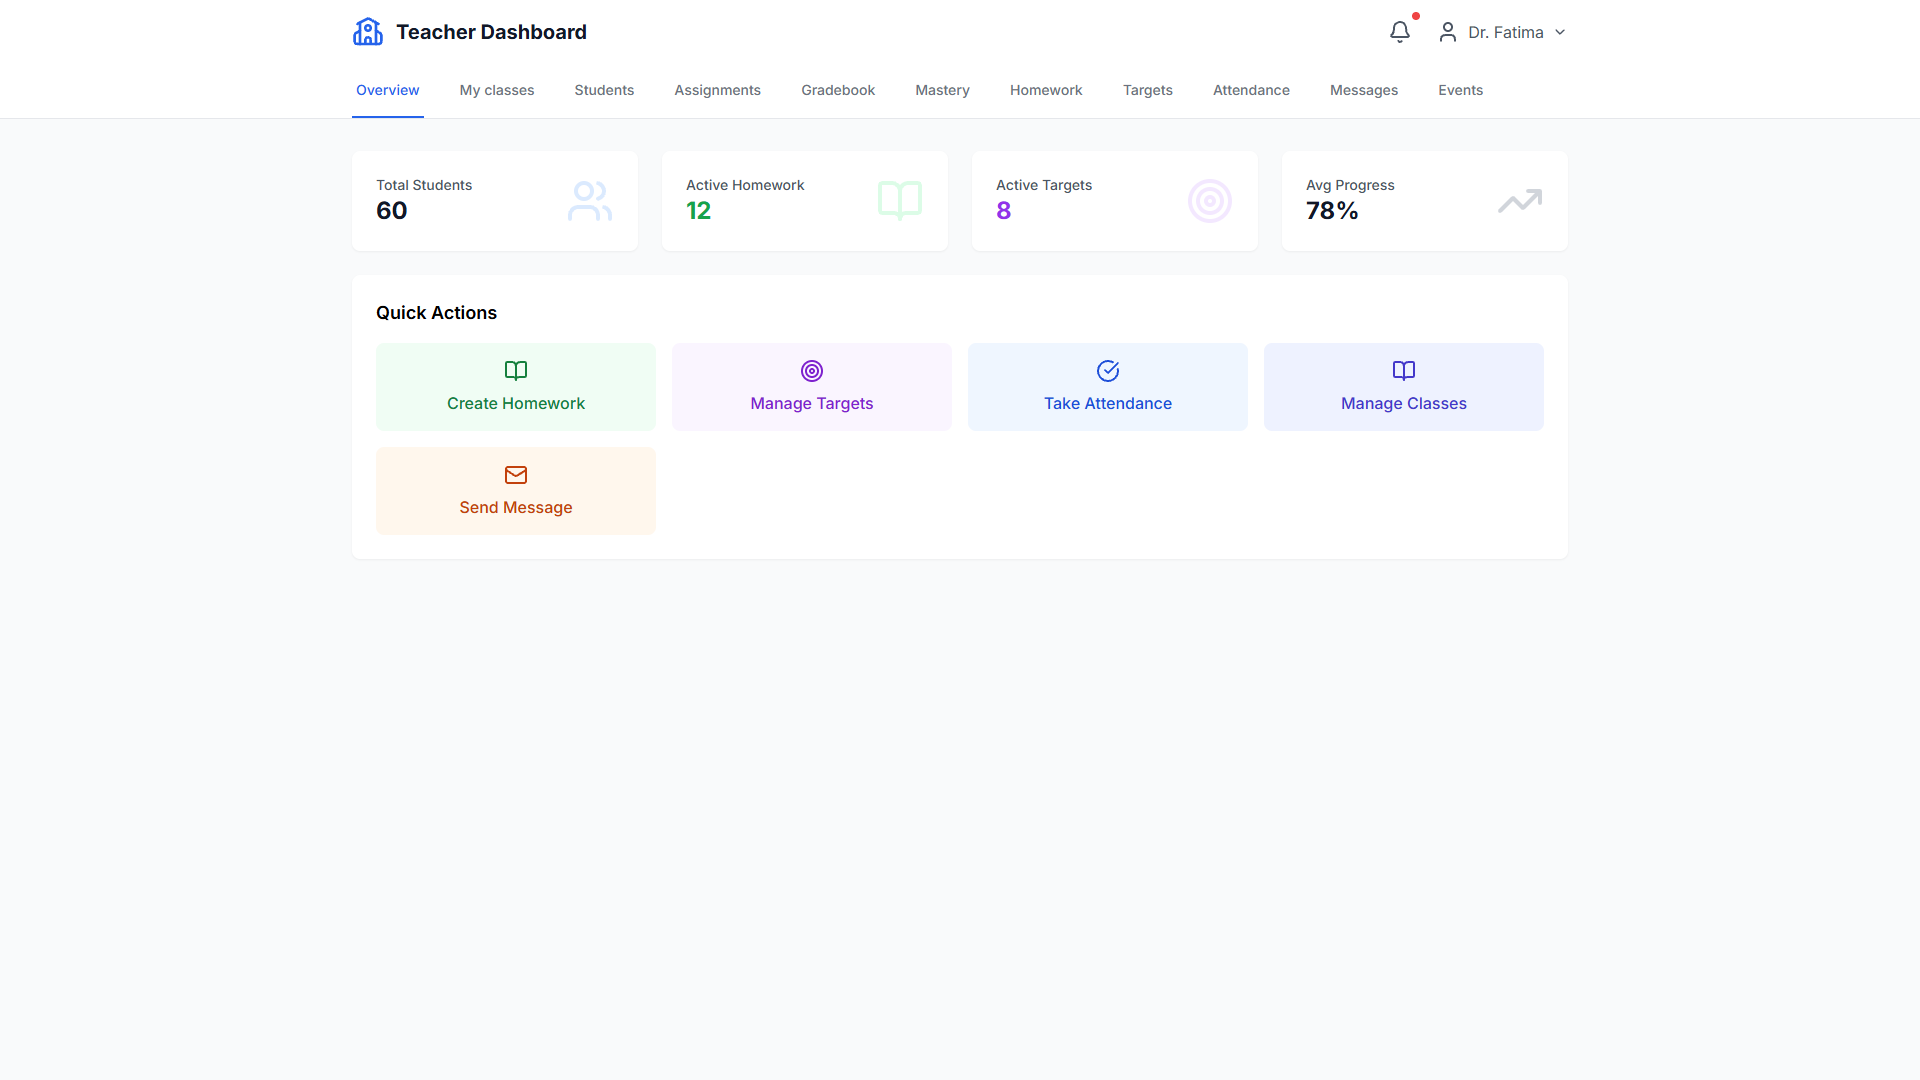 Teacher Dashboard
Dr. Fatima
Overview My classes Students Assignments Gradebook Mastery Homework Targets Attendance Messages Events
Total Students
60
Active Homework
12
Active Targets
8
Avg Progress
78%
Quick Actions
Create Homework
Manage Targets
Take Attendance
Manage Classes
Send Message